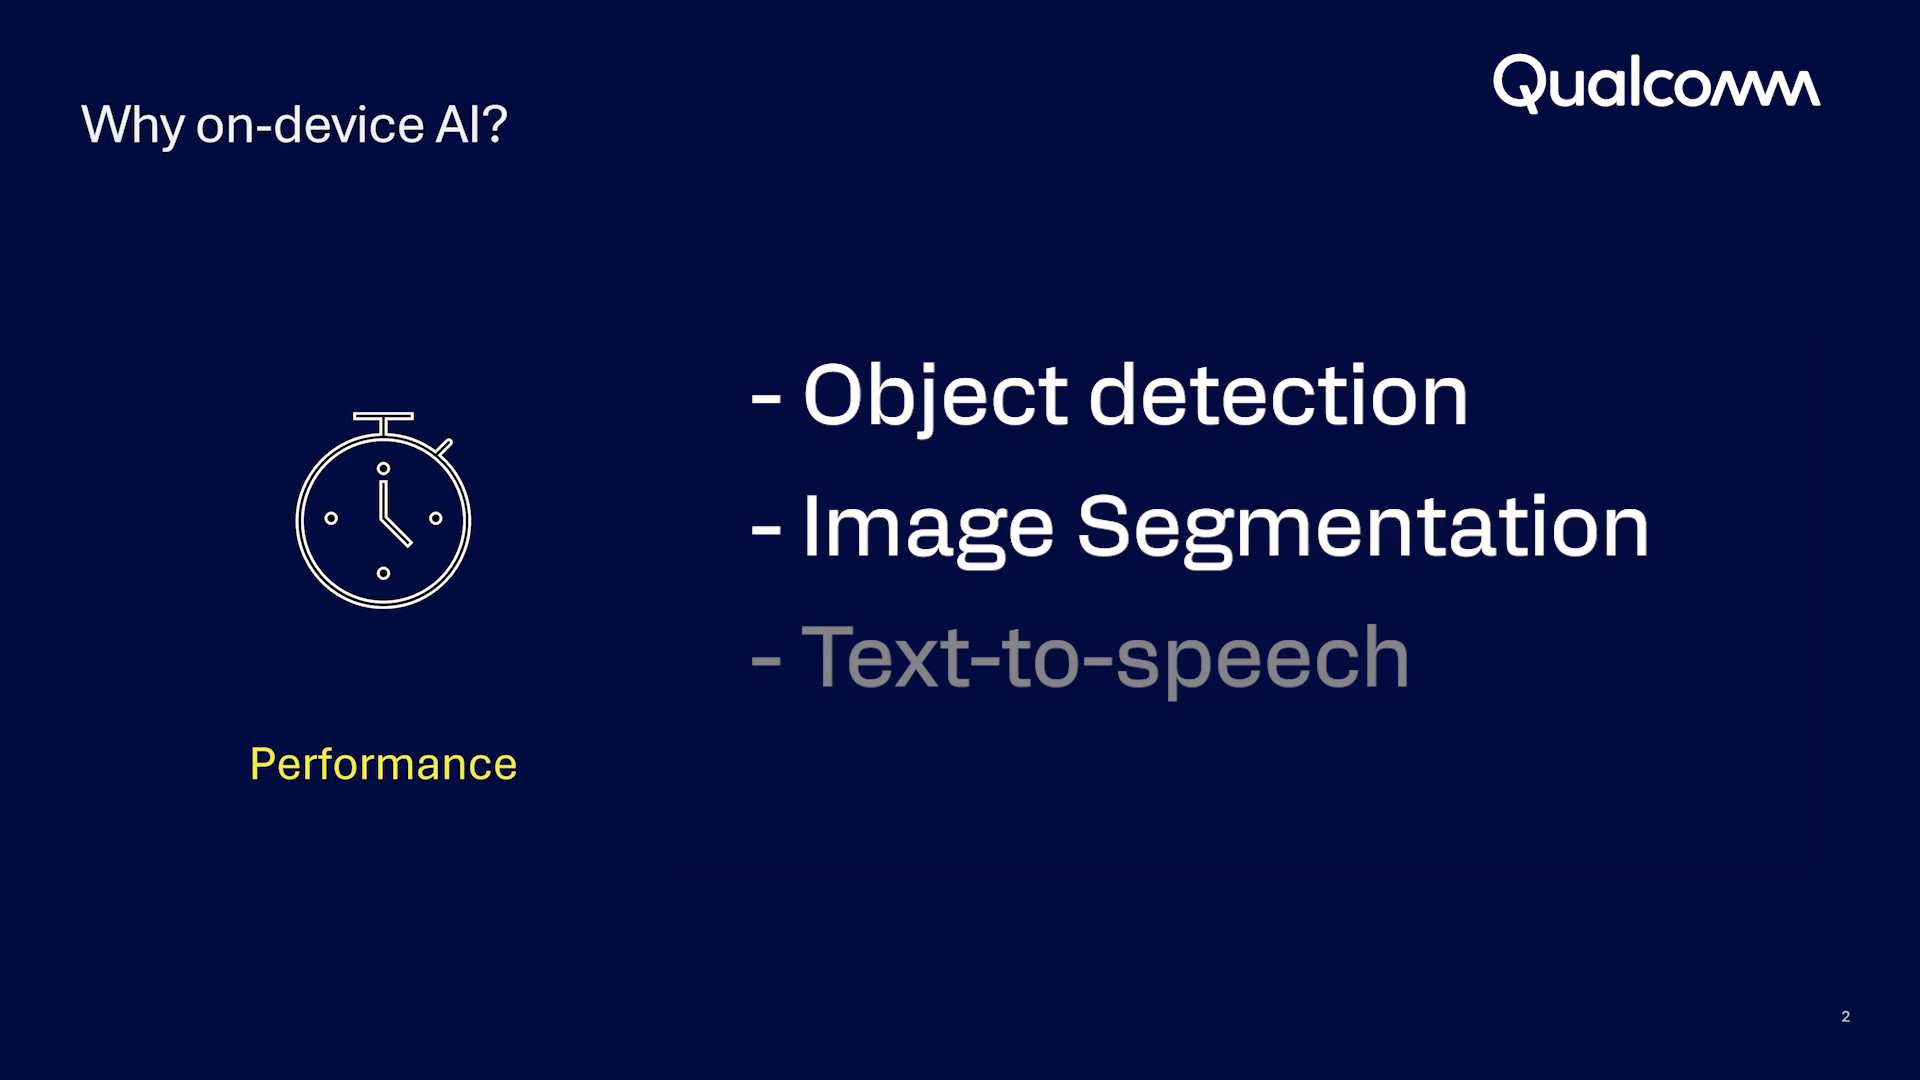 Qualcomm
Why on-device AI?
- Object detection
- Image Segmentation
- Text-to-speech
Performance
2